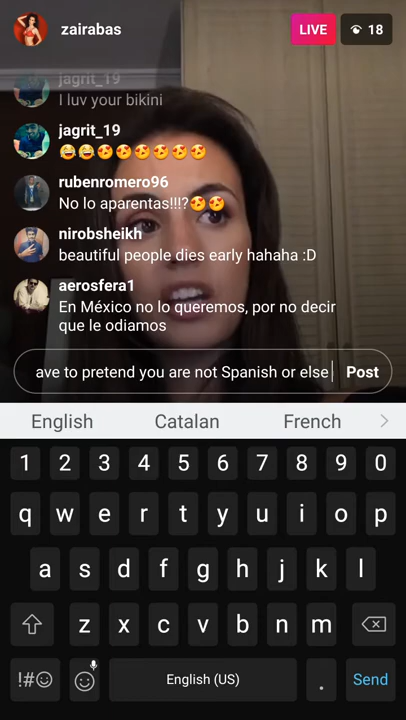 zairabas
LIVE
18
jagrit_19
I luv your bikini
jagrit_19
😂😂😍😍😍😍😍😍
rubenromero96
No lo aparentas!!!?😍😍
nirobsheikh
beautiful people dies early hahaha :D
aerosfera1
En México no lo queremos, por no decir
que le odiamos
ave to pretend you are not Spanish or else
Post
English
Catalan
French
1 2 3 4 5 6 7 8 9 0
q w e r t y u i o p
a s d f g h j k l
z x c v b n m
!#☺
English (US)
.
Send